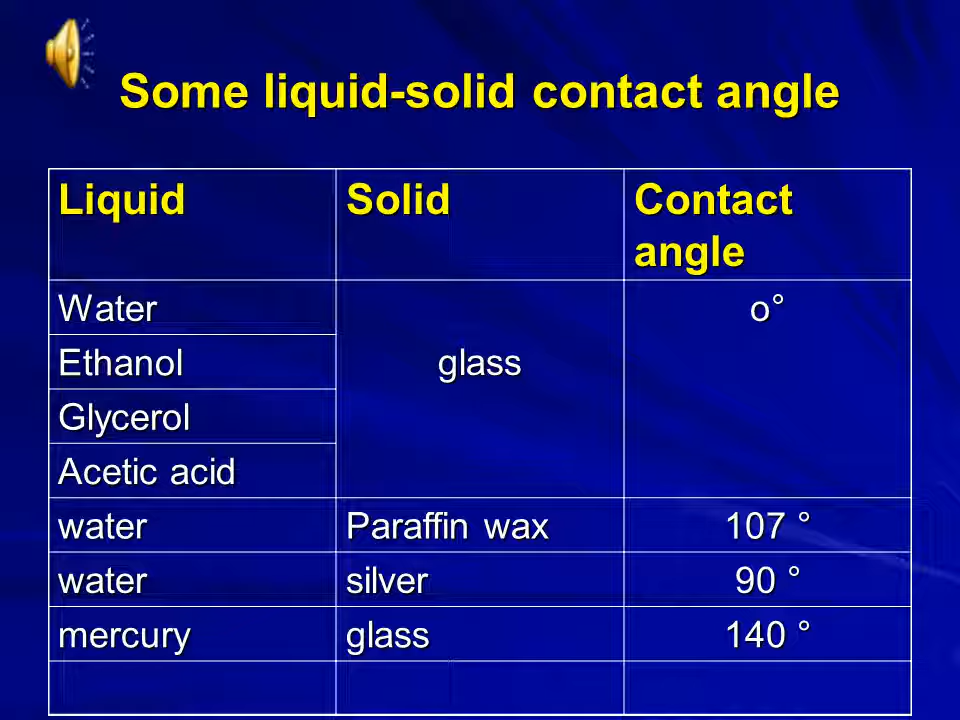 Some liquid-solid contact angle
Liquid Solid Contact
angle
Water o°
Ethanol glass
Glycerol
Acetic acid
water Paraffin wax 107 °
water silver 90 °
mercury glass 140 °